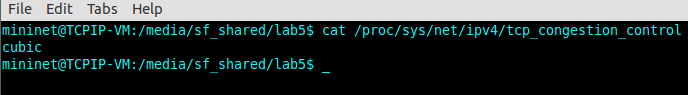 File Edit Tabs Help
mininet@TCPIP-VM:/media/sf_shared/lab5$ cat /proc/sys/net/ipv4/tcp_congestion_control
cubic
mininet@TCPIP-VM:/media/sf_shared/lab5$ _